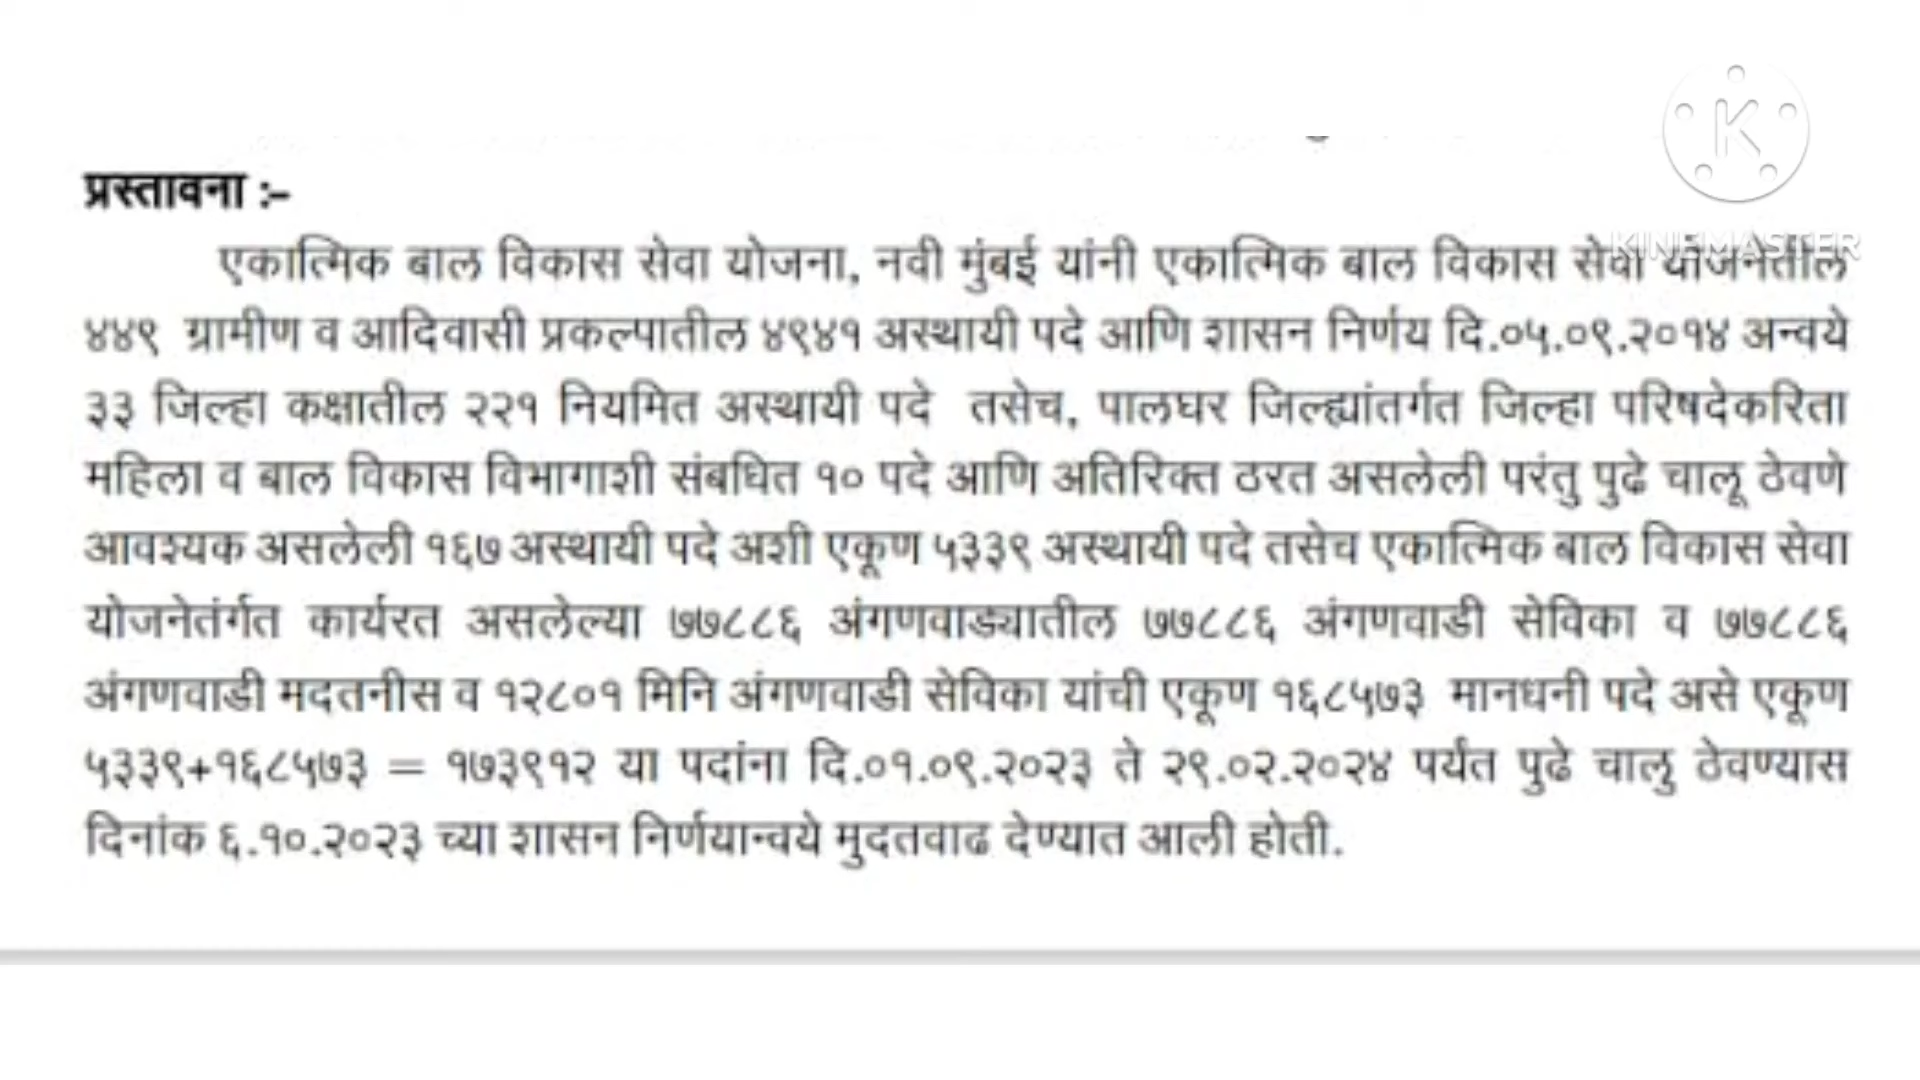 K
KINEMASTER
प्रस्तावना :–
एकात्मिक बाल विकास सेवा योजना, नवी मुंबई यांनी एकात्मिक बाल विकास सेवा योजनेतील
४४९ ग्रामीण व आदिवासी प्रकल्पातील ४९४१ अस्थायी पदे आणि शासन निर्णय दि.०५.०९.२०१४ अन्वये
३३ जिल्हा कक्षातील २२१ नियमित अस्थायी पदे तसेच, पालघर जिल्ह्यांतर्गत जिल्हा परिषदेकरिता
महिला व बाल विकास विभागाशी संबधित १० पदे आणि अतिरिक्त ठरत असलेली परंतु पुढे चालू ठेवणे
आवश्यक असलेली १६७ अस्थायी पदे अशी एकूण ५३३९ अस्थायी पदे तसेच एकात्मिक बाल विकास सेवा
योजनेतंर्गत कार्यरत असलेल्या ७७८८६ अंगणवाड्यातील ७७८८६ अंगणवाडी सेविका व ७७८८६
अंगणवाडी मदतनीस व १२८०१ मिनि अंगणवाडी सेविका यांची एकूण १६८५७३ मानधनी पदे असे एकूण
५३३९+१६८५७३ = १७३९१२ या पदांना दि.०१.०९.२०२३ ते २९.०२.२०२४ पर्यत पुढे चालु ठेवण्यास
दिनांक ६.१०.२०२३ च्या शासन निर्णयान्वये मुदतवाढ देण्यात आली होती.